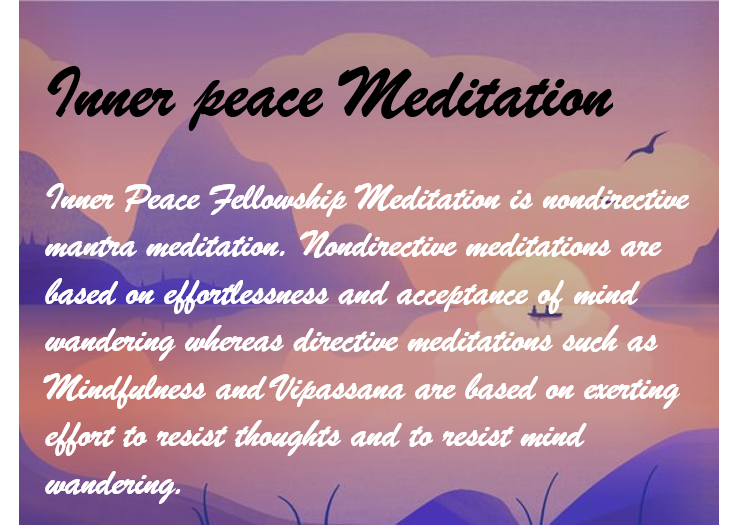 Inner peace Meditation
Inner Peace Fellowship Meditation is nondirective
mantra meditation. Nondirective meditations are
based on effortlessness and acceptance of mind
wandering whereas directive meditations such as
Mindfulness and Vipassana are based on exerting
effort to resist thoughts and to resist mind
wandering.